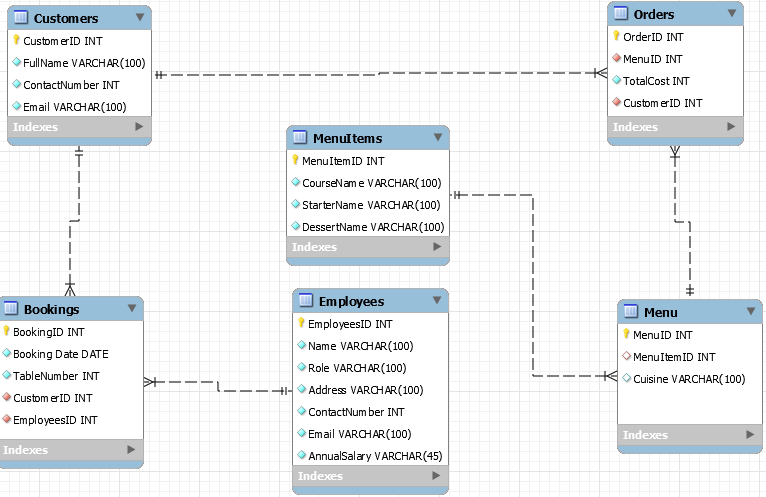 Customers
CustomerID INT
FullName VARCHAR(100)
ContactNumber INT
Email VARCHAR(100)
Indexes
Orders
OrderID INT
MenuID INT
TotalCost INT
CustomerID INT
Indexes
MenuItems
MenuItemID INT
CourseName VARCHAR(100)
StarterName VARCHAR(100)
DessertName VARCHAR(100)
Indexes
Bookings
BookingID INT
Booking Date DATE
TableNumber INT
CustomerID INT
EmployeesID INT
Indexes
Employees
EmployeesID INT
Name VARCHAR(100)
Role VARCHAR(100)
Address VARCHAR(100)
ContactNumber INT
Email VARCHAR(100)
AnnualSalary VARCHAR(45)
Indexes
Menu
MenuID INT
MenuItemID INT
Cuisine VARCHAR(100)
Indexes